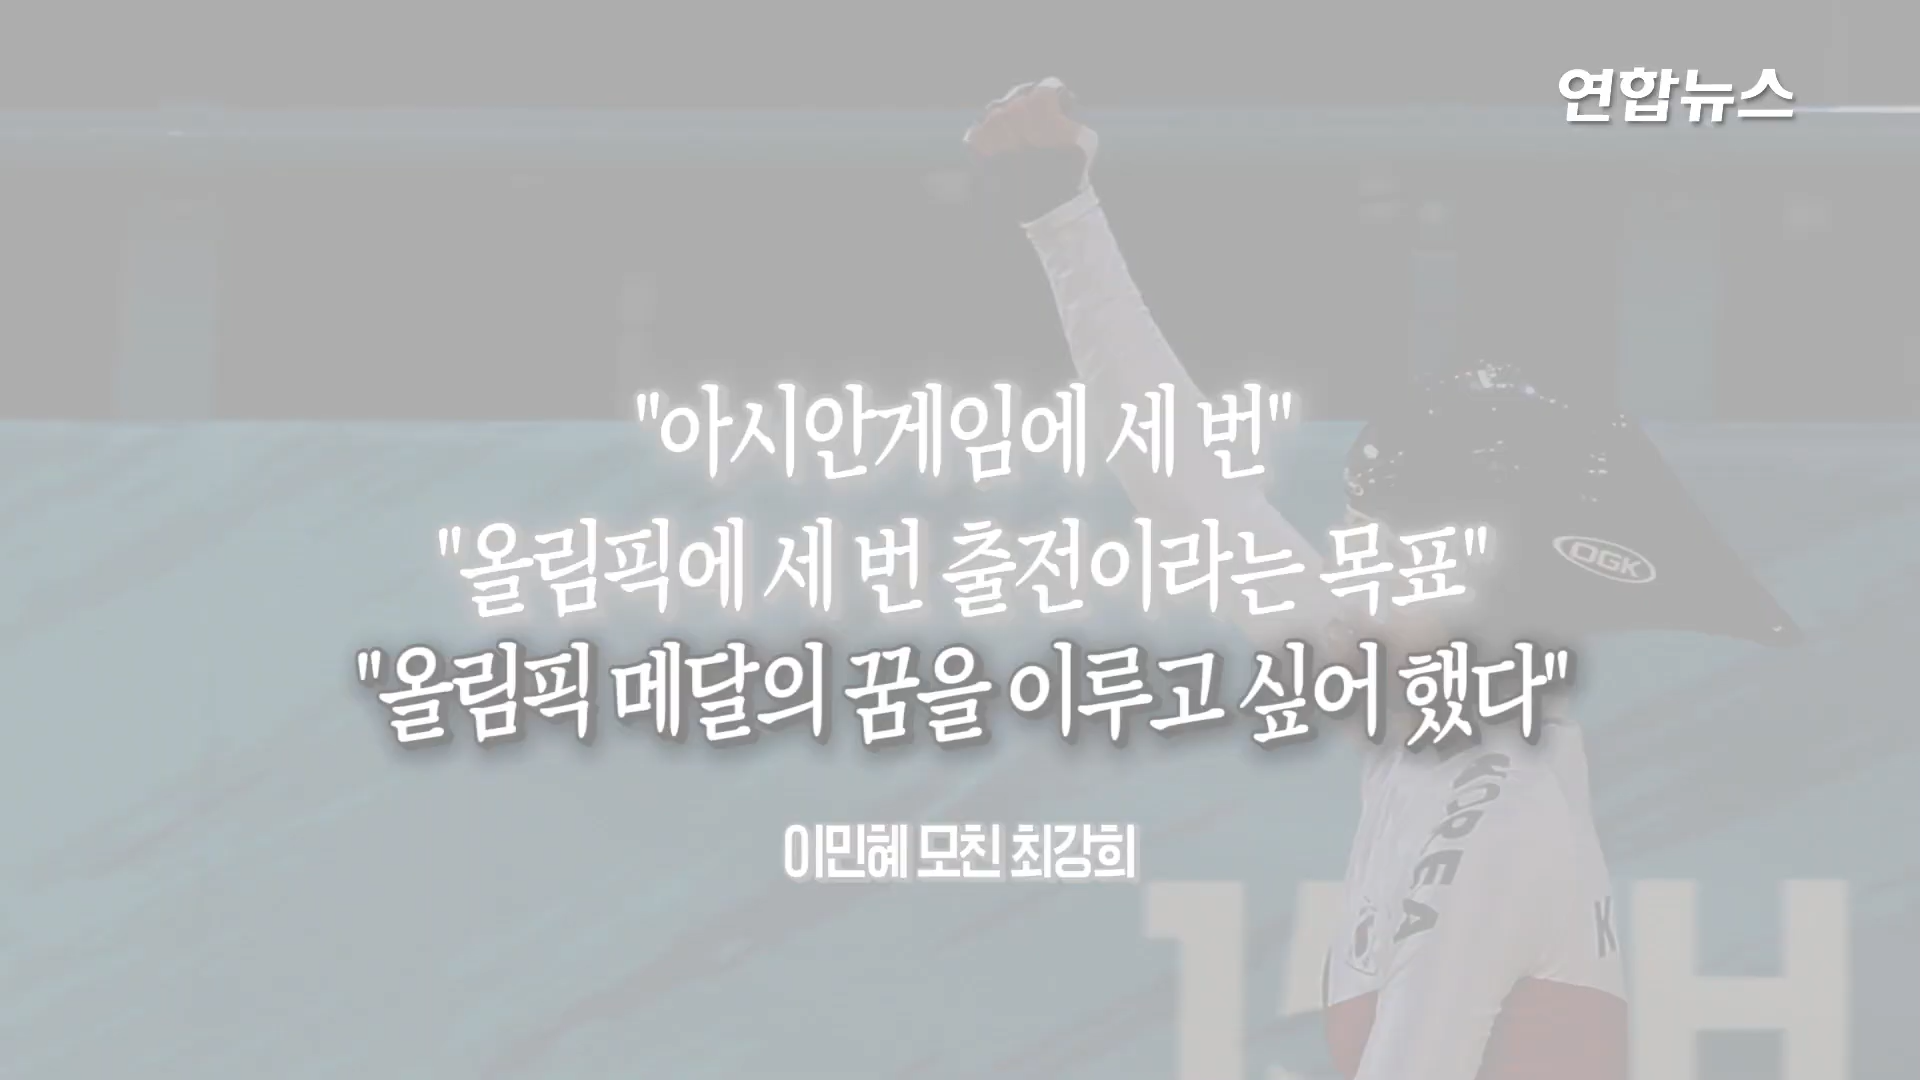 연합뉴스
"아시안게임에 세 번"
"올림픽에 세 번 출전이라는 목표"
OGK
"올림픽 메달의 꿈을 이루고 싶어 했다"
KOREA
이민혜 모친 최강희
K
H